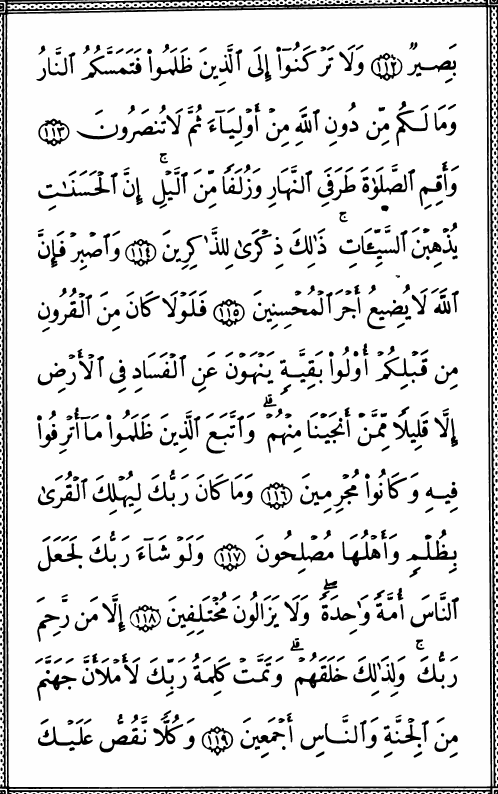 بَصِيرٌ ﴿١١٢﴾ وَلَا تَرْكَنُوٓا۟ إِلَى ٱلَّذِينَ ظَلَمُوا۟ فَتَمَسَّكُمُ ٱلنَّارُ
وَمَا لَكُم مِّن دُونِ ٱللَّهِ مِنْ أَوْلِيَآءَ ثُمَّ لَا تُنصَرُونَ ﴿١١٣﴾
وَأَقِمِ ٱلصَّلَوٰةَ طَرَفَىِ ٱلنَّهَارِ وَزُلَفًا مِّنَ ٱلَّيْلِ ۚ إِنَّ ٱلْحَسَنَـٰتِ
يُذْهِبْنَ ٱلسَّيِّـَٔاتِ ۚ ذَٰلِكَ ذِكْرَىٰ لِلذَّٰكِرِينَ ﴿١١٤﴾ وَٱصْبِرْ فَإِنَّ
ٱللَّهَ لَا يُضِيعُ أَجْرَ ٱلْمُحْسِنِينَ ﴿١١٥﴾ فَلَوْلَا كَانَ مِنَ ٱلْقُرُونِ
مِن قَبْلِكُمْ أُو۟لُوا۟ بَقِيَّةٍ يَنْهَوْنَ عَنِ ٱلْفَسَادِ فِى ٱلْأَرْضِ
إِلَّا قَلِيلًا مِّمَّنْ أَنجَيْنَا مِنْهُمْ ۗ وَٱتَّبَعَ ٱلَّذِينَ ظَلَمُوا۟ مَآ أُتْرِفُوا۟
فِيهِ وَكَانُوا۟ مُجْرِمِينَ ﴿١١٦﴾ وَمَا كَانَ رَبُّكَ لِيُهْلِكَ ٱلْقُرَىٰ
بِظُلْمٍ وَأَهْلُهَا مُصْلِحُونَ ﴿١١٧﴾ وَلَوْ شَآءَ رَبُّكَ لَجَعَلَ
ٱلنَّاسَ أُمَّةً وَٰحِدَةً ۖ وَلَا يَزَالُونَ مُخْتَلِفِينَ ﴿١١٨﴾ إِلَّا مَن رَّحِمَ
رَبُّكَ ۚ وَلِذَٰلِكَ خَلَقَهُمْ ۗ وَتَمَّتْ كَلِمَةُ رَبِّكَ لَأَمْلَأَنَّ جَهَنَّمَ
مِنَ ٱلْجِنَّةِ وَٱلنَّاسِ أَجْمَعِينَ ﴿١١٩﴾ وَكُلًّا نَّقُصُّ عَلَيْكَ